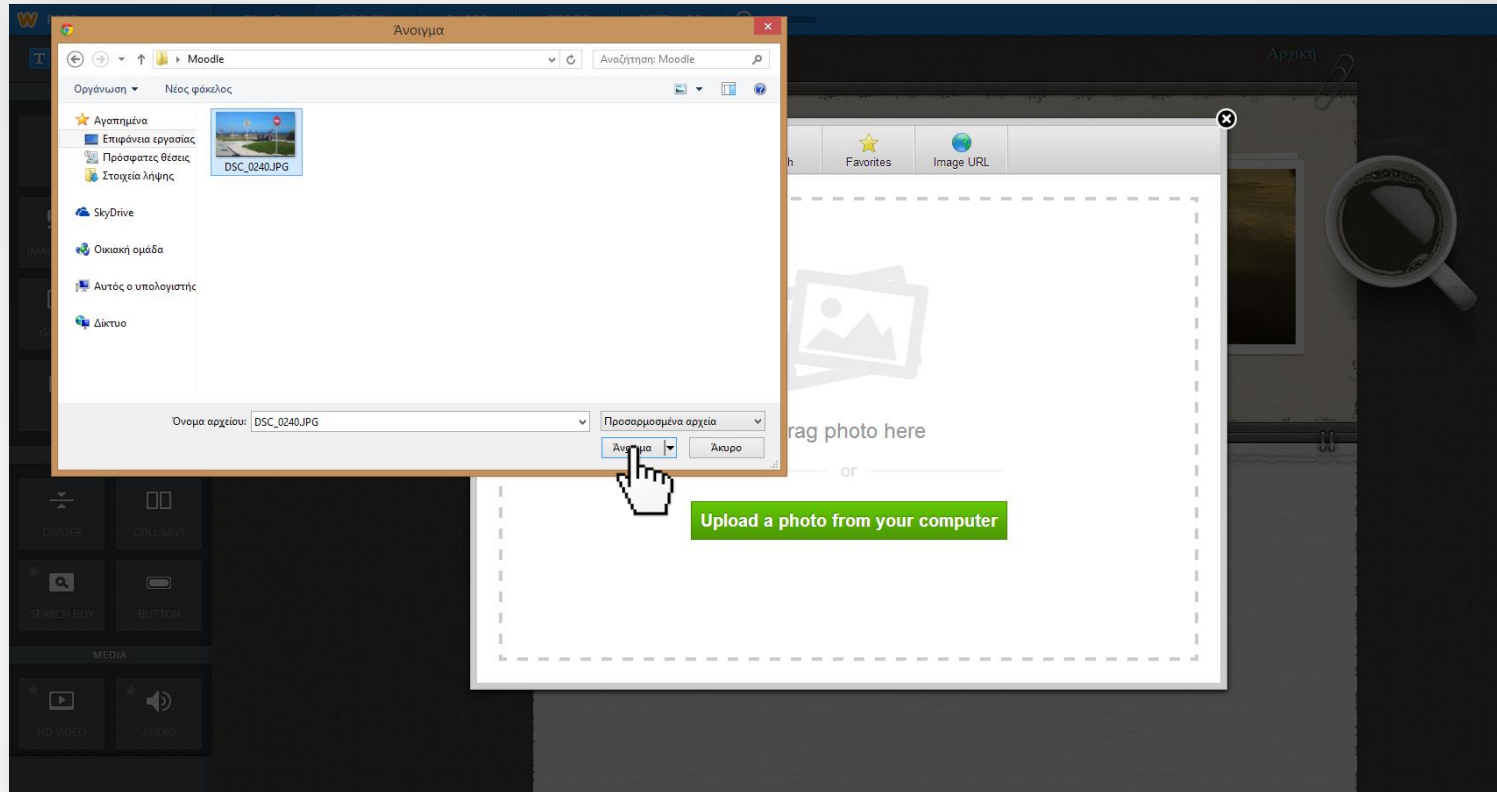 Άνοιγμα
Moodle
Αναζήτηση: Moodle
Οργάνωση
Νέος φάκελος
Αγαπημένα
Επιφάνεια εργασίας
Πρόσφατες θέσεις
Στοιχεία λήψης
SkyDrive
Οικιακή ομάδα
Αυτός ο υπολογιστής
Δίκτυο
DSC_0240.JPG
Όνομα αρχείου: DSC_0240.JPG
Προσαρμοσμένα αρχεία
Άκυρο
Αρχική
Favorites
Image URL
photo here
or
Upload a photo from your computer
DIVIDER
COLUMNS
SEARCH BOX
BUTTON
MEDIA
HD VIDEO
AUDIO